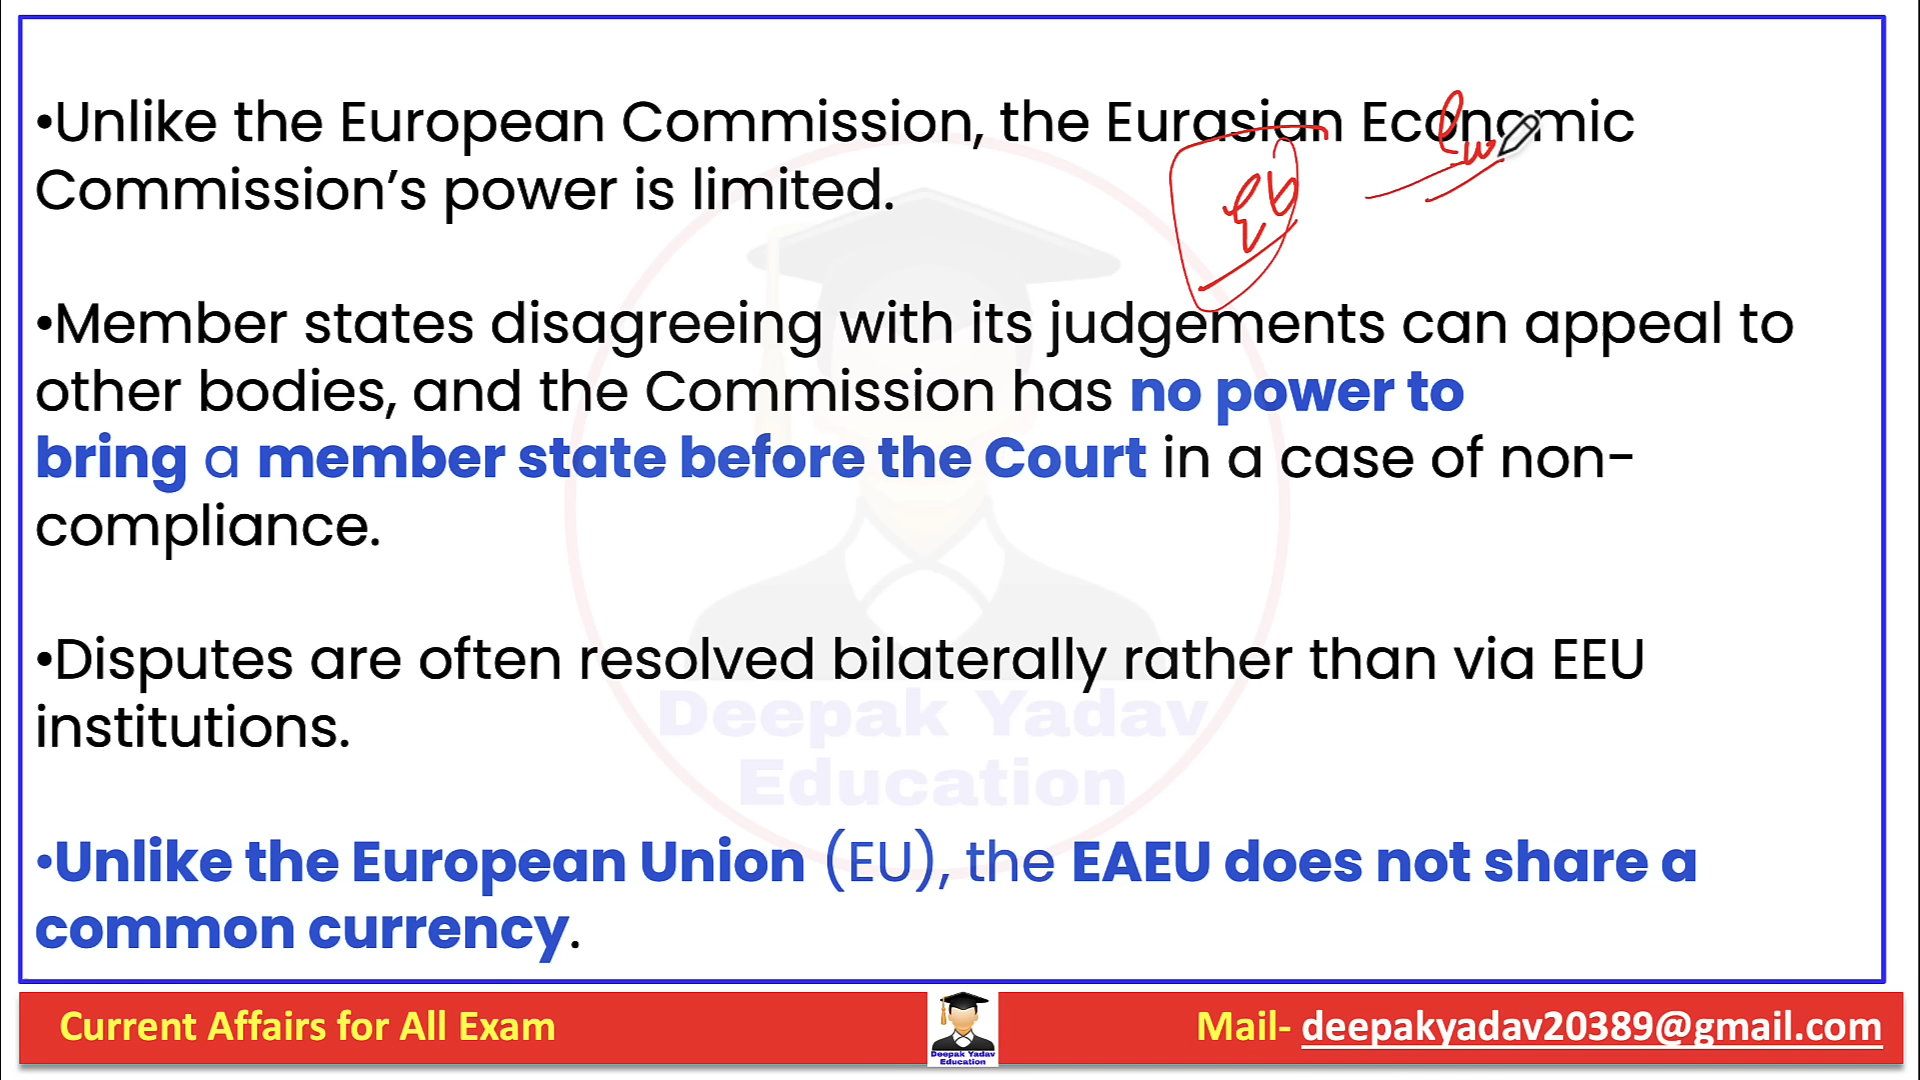 •Unlike the European Commission, the Eurasian Economic
Commission’s power is limited.
•Member states disagreeing with its judgements can appeal to
other bodies, and the Commission has no power to
bring a member state before the Court in a case of non-
compliance.
•Disputes are often resolved bilaterally rather than via EEU
institutions.
Deepak Yadav
Education
•Unlike the European Union (EU), the EAEU does not share a
common currency.
Current Affairs for All Exam
Deepak Yadav
Education
Mail- deepakyadav20389@gmail.com